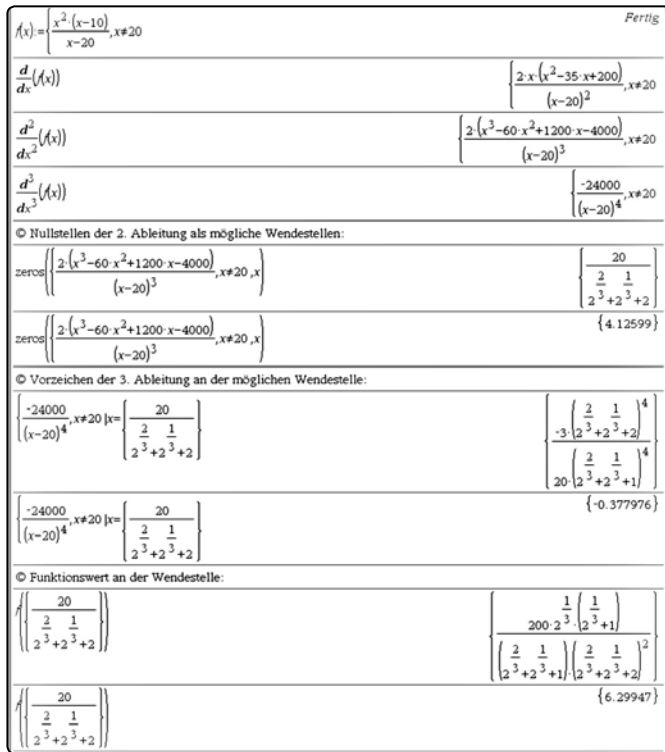 f(x):={x²·(x-10)/(x-20),x≠20 Fertig
d/dx(f(x)) {2·x·(x²-35·x+200)/(x-20)²,x≠20
d²/dx²(f(x)) {2·(x³-60·x²+1200·x-4000)/(x-20)³,x≠20
d³/dx³(f(x)) {-24000/(x-20)⁴,x≠20
© Nullstellen der 2. Ableitung als mögliche Wendestellen:
zeros({2·(x³-60·x²+1200·x-4000)/(x-20)³,x≠20 ,x) {20/(2^(2/3)+2^(1/3)+2)}
zeros({2·(x³-60·x²+1200·x-4000)/(x-20)³,x≠20 ,x) {4.12599}
© Vorzeichen der 3. Ableitung an der möglichen Wendestelle:
{-24000/(x-20)⁴,x≠20 |x={20/(2^(2/3)+2^(1/3)+2)} {-3·(2^(2/3)+2^(1/3)+2)⁴/(20·(2^(2/3)+2^(1/3)+1)⁴)}
{-24000/(x-20)⁴,x≠20 |x={20/(2^(2/3)+2^(1/3)+2)} {-0.377976}
© Funktionswert an der Wendestelle:
f({20/(2^(2/3)+2^(1/3)+2)}) {200·2^(1/3)·(2^(1/3)+1)/((2^(2/3)+2^(1/3)+1)·(2^(2/3)+2^(1/3)+2)²)}
f({20/(2^(2/3)+2^(1/3)+2)}) {6.29947}